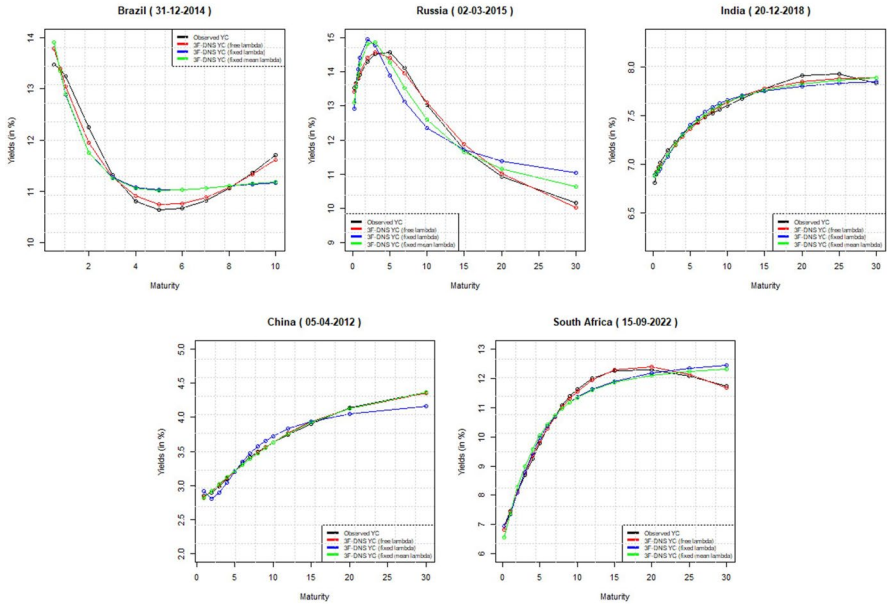 Brazil ( 31-12-2014 )
Yields (in %)
10 11 12 13 14
2 4 6 8 10
Maturity
Observed YC
3F-DNS YC (free lambda)
3F-DNS YC (fixed lambda)
3F-DNS YC (fixed mean lambda)
Russia ( 02-03-2015 )
Yields (in %)
9 10 11 12 13 14 15
0 5 10 15 20 25 30
Maturity
Observed YC
3F-DNS YC (free lambda)
3F-DNS YC (fixed lambda)
3F-DNS YC (fixed mean lambda)
India ( 20-12-2018 )
Yields (in %)
6.5 7.0 7.5 8.0
0 5 10 15 20 25 30
Maturity
Observed YC
3F-DNS YC (free lambda)
3F-DNS YC (fixed lambda)
3F-DNS YC (fixed mean lambda)
China ( 05-04-2012 )
Yields (in %)
2.0 2.5 3.0 3.5 4.0 4.5 5.0
0 5 10 15 20 25 30
Maturity
Observed YC
3F-DNS YC (free lambda)
3F-DNS YC (fixed lambda)
3F-DNS YC (fixed mean lambda)
South Africa ( 15-09-2022 )
Yields (in %)
6 7 8 9 10 11 12 13
0 5 10 15 20 25 30
Maturity
Observed YC
3F-DNS YC (free lambda)
3F-DNS YC (fixed lambda)
3F-DNS YC (fixed mean lambda)